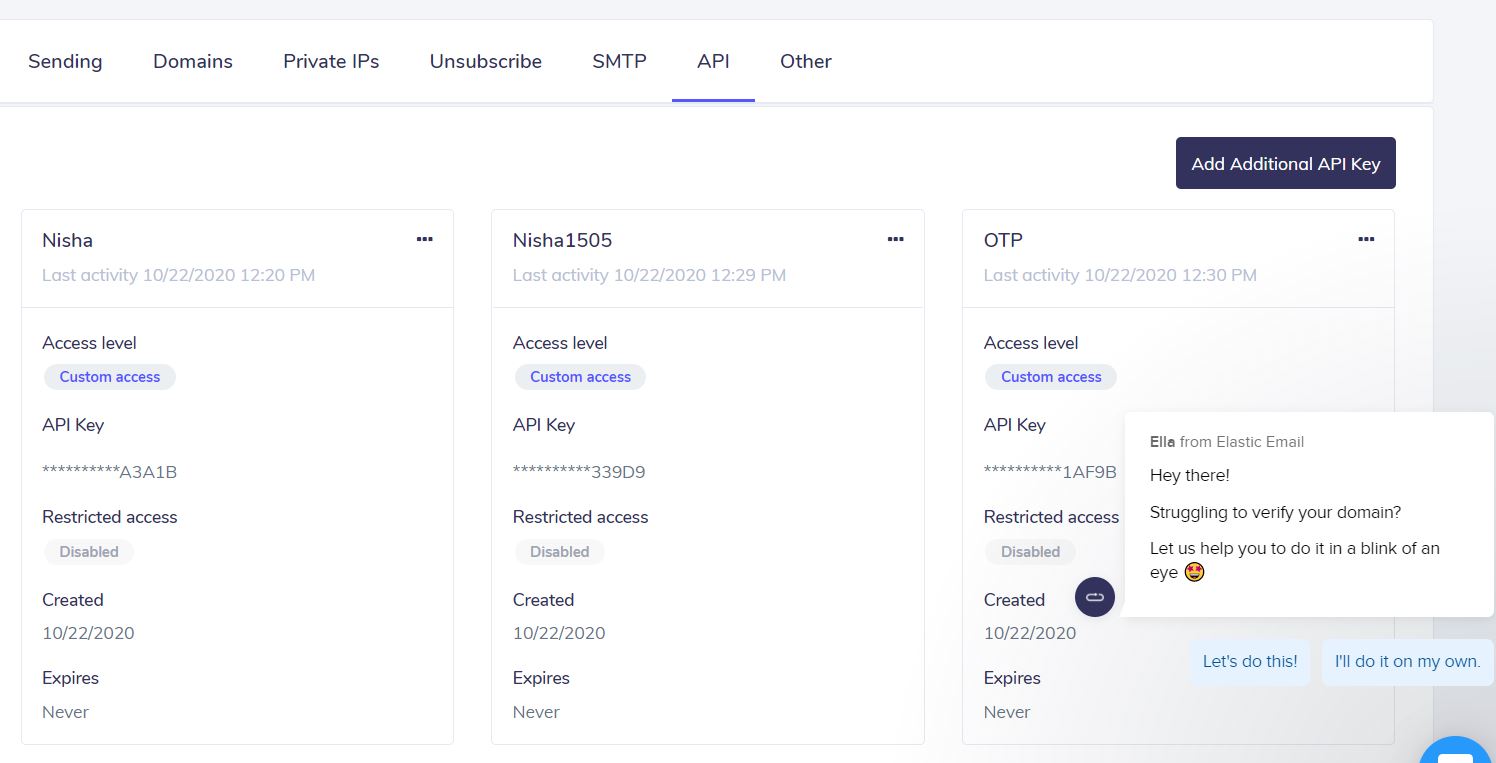 Sending Domains Private IPs Unsubscribe SMTP API Other
Add Additional API Key
Nisha
Last activity 10/22/2020 12:20 PM
Access level
Custom access
API Key
**********A3A1B
Restricted access
Disabled
Created
10/22/2020
Expires
Never
Nisha1505
Last activity 10/22/2020 12:29 PM
Access level
Custom access
API Key
**********339D9
Restricted access
Disabled
Created
10/22/2020
Expires
Never
OTP
Last activity 10/22/2020 12:30 PM
Access level
Custom access
API Key
**********1AF9B
Restricted access
Disabled
Created
10/22/2020
Expires
Never
Ella from Elastic Email
Hey there!
Struggling to verify your domain?
Let us help you to do it in a blink of an
eye 🤩
Let's do this!
I'll do it on my own.